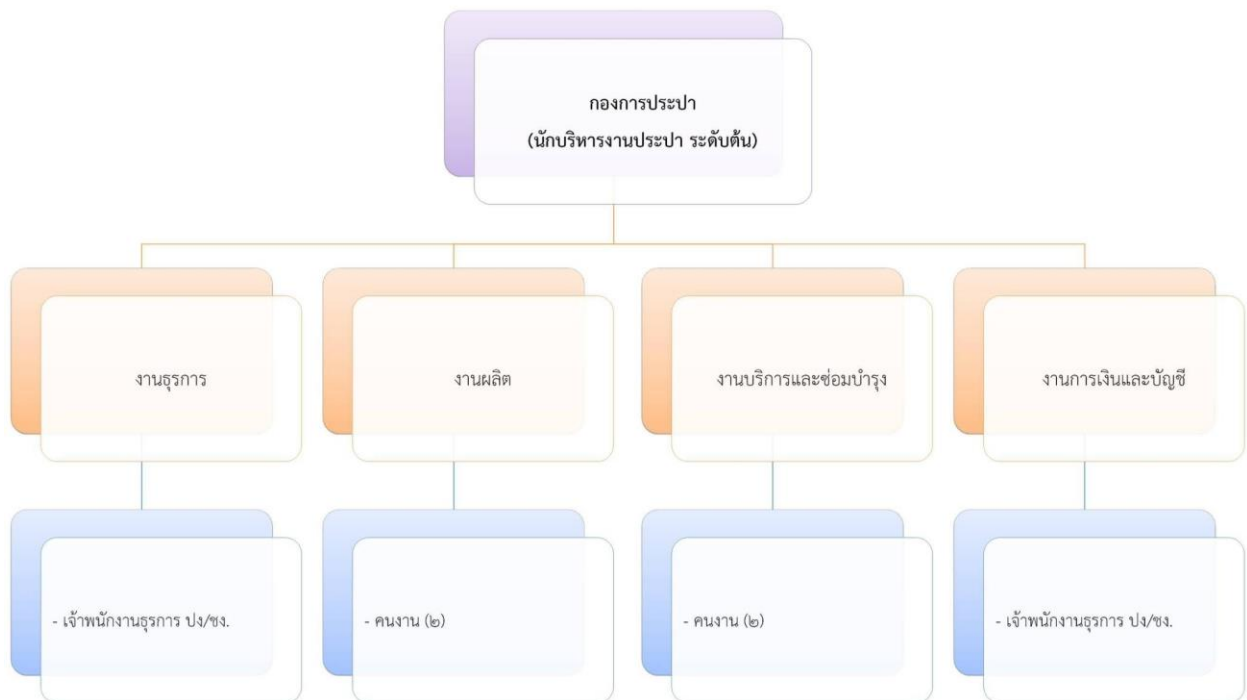 กองการประปา
(นักบริหารงานประปา ระดับต้น)
งานธุรการ
งานผลิต
งานบริการและซ่อมบำรุง
งานการเงินและบัญชี
- เจ้าพนักงานธุรการ ปง/ชง.
- คนงาน (๒)
- คนงาน (๒)
- เจ้าพนักงานธุรการ ปง/ชง.